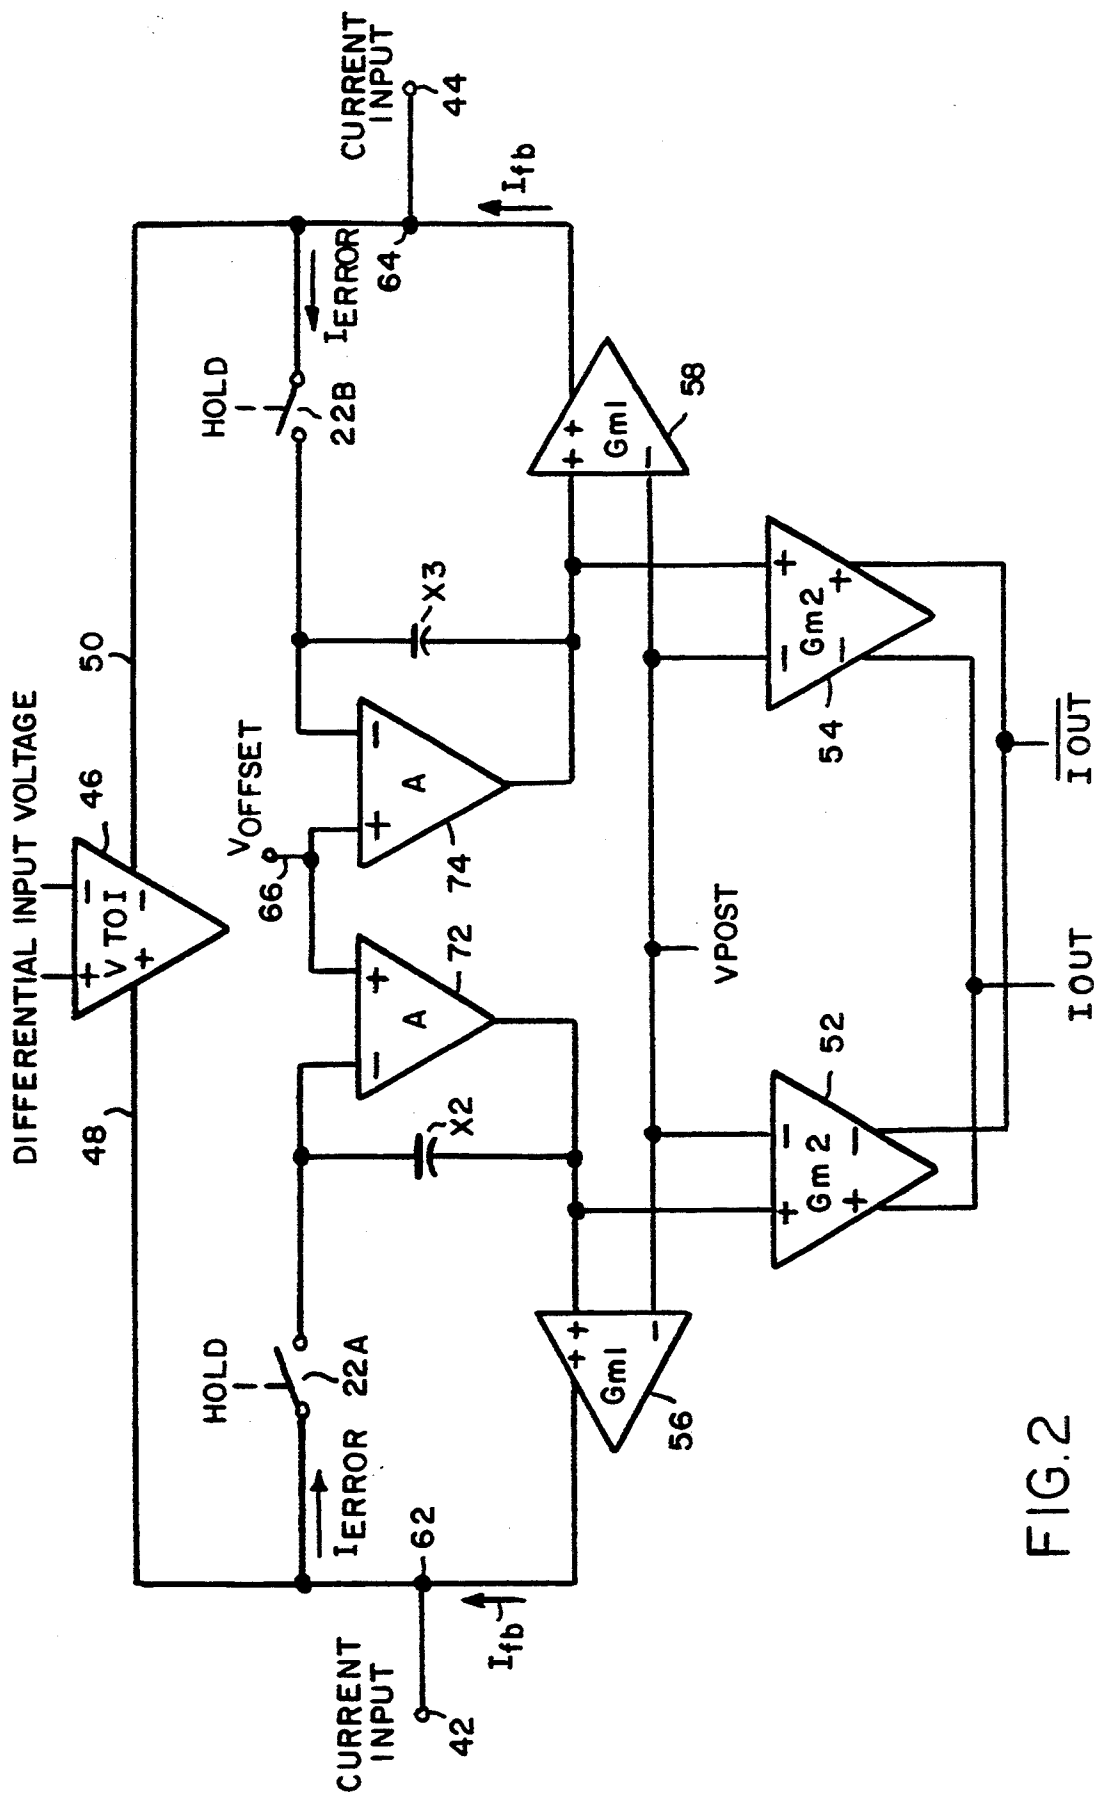 DIFFERENTIAL INPUT VOLTAGE
+ −
V TO I
+ −
46
48
50
HOLD
HOLD
22A
22B
IERROR
IERROR
VOFFSET
66
CURRENT
INPUT
42
62
CURRENT
INPUT
44
64
− +
A
72
+ −
A
74
X2
X3
Ifb
Ifb
+ +
Gm1
−
56
+ +
Gm1
−
58
VPOST
+ −
Gm2
+ −
52
− +
Gm2
− +
54
IOUT
IOUT
FIG. 2